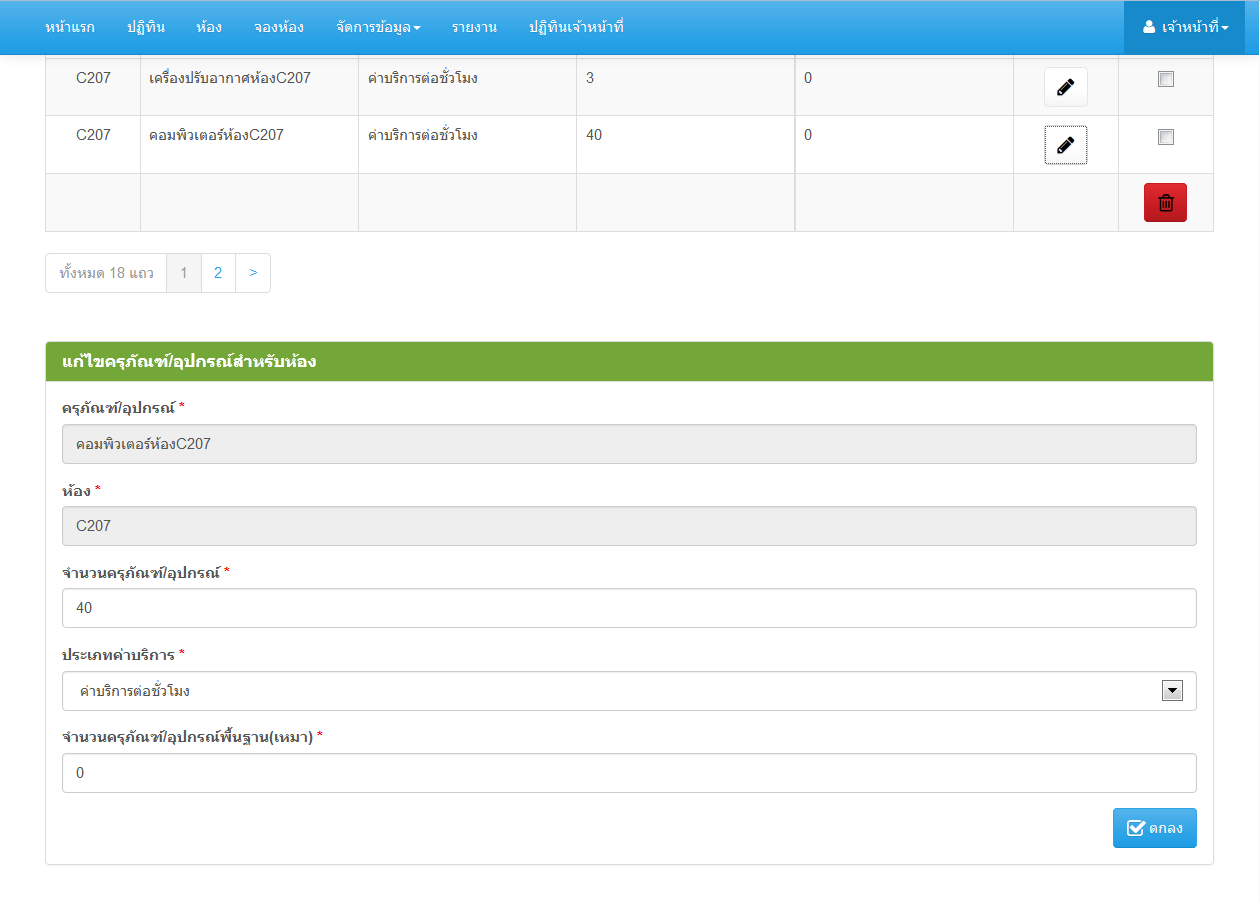 หน้าแรก ปฏิทิน ห้อง จองห้อง จัดการข้อมูล รายงาน ปฏิทินเจ้าหน้าที่ เจ้าหน้าที่
C207 เครื่องปรับอากาศห้องC207 ค่าบริการต่อชั่วโมง 3 0
C207 คอมพิวเตอร์ห้องC207 ค่าบริการต่อชั่วโมง 40 0
ทั้งหมด 18 แถว 1 2 >
แก้ไขครุภัณฑ์/อุปกรณ์สำหรับห้อง
ครุภัณฑ์/อุปกรณ์ *
คอมพิวเตอร์ห้องC207
ห้อง *
C207
จำนวนครุภัณฑ์/อุปกรณ์ *
40
ประเภทค่าบริการ *
ค่าบริการต่อชั่วโมง
จำนวนครุภัณฑ์/อุปกรณ์พื้นฐาน(เหมา) *
0
ตกลง